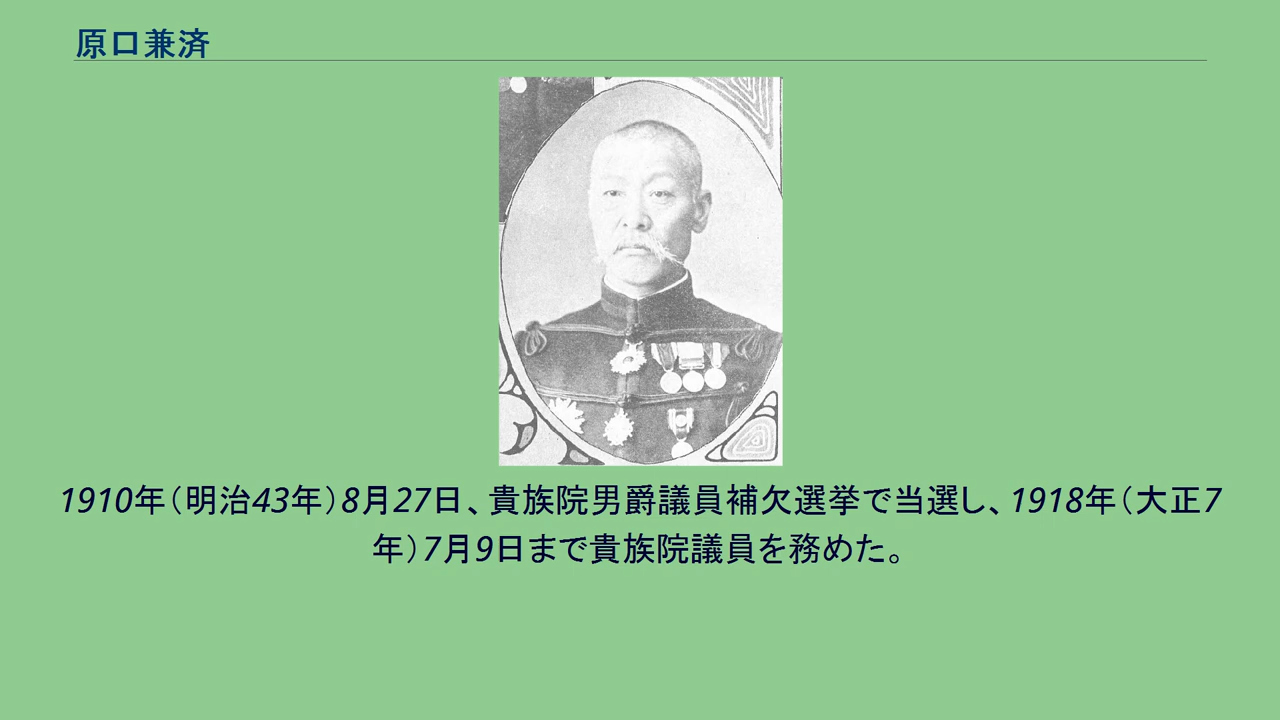 原口兼済
1910年（明治43年）8月27日、貴族院男爵議員補欠選挙で当選し、1918年（大正7
年）7月9日まで貴族院議員を務めた。